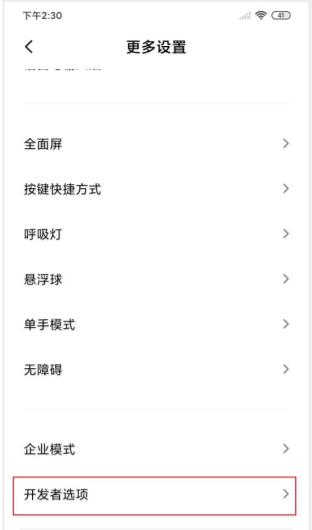 下午2:30
41
更多设置
全面屏
按键快捷方式
呼吸灯
悬浮球
单手模式
无障碍
企业模式
开发者选项